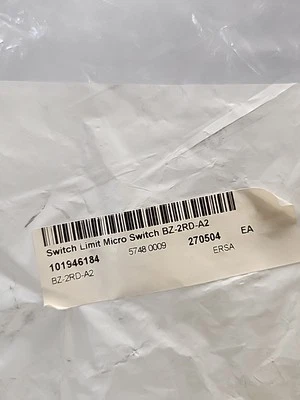 Switch Limit Micro Switch BZ-2RD-A2
101946184 5748.0009 270504 EA
BZ-2RD-A2 ERSA